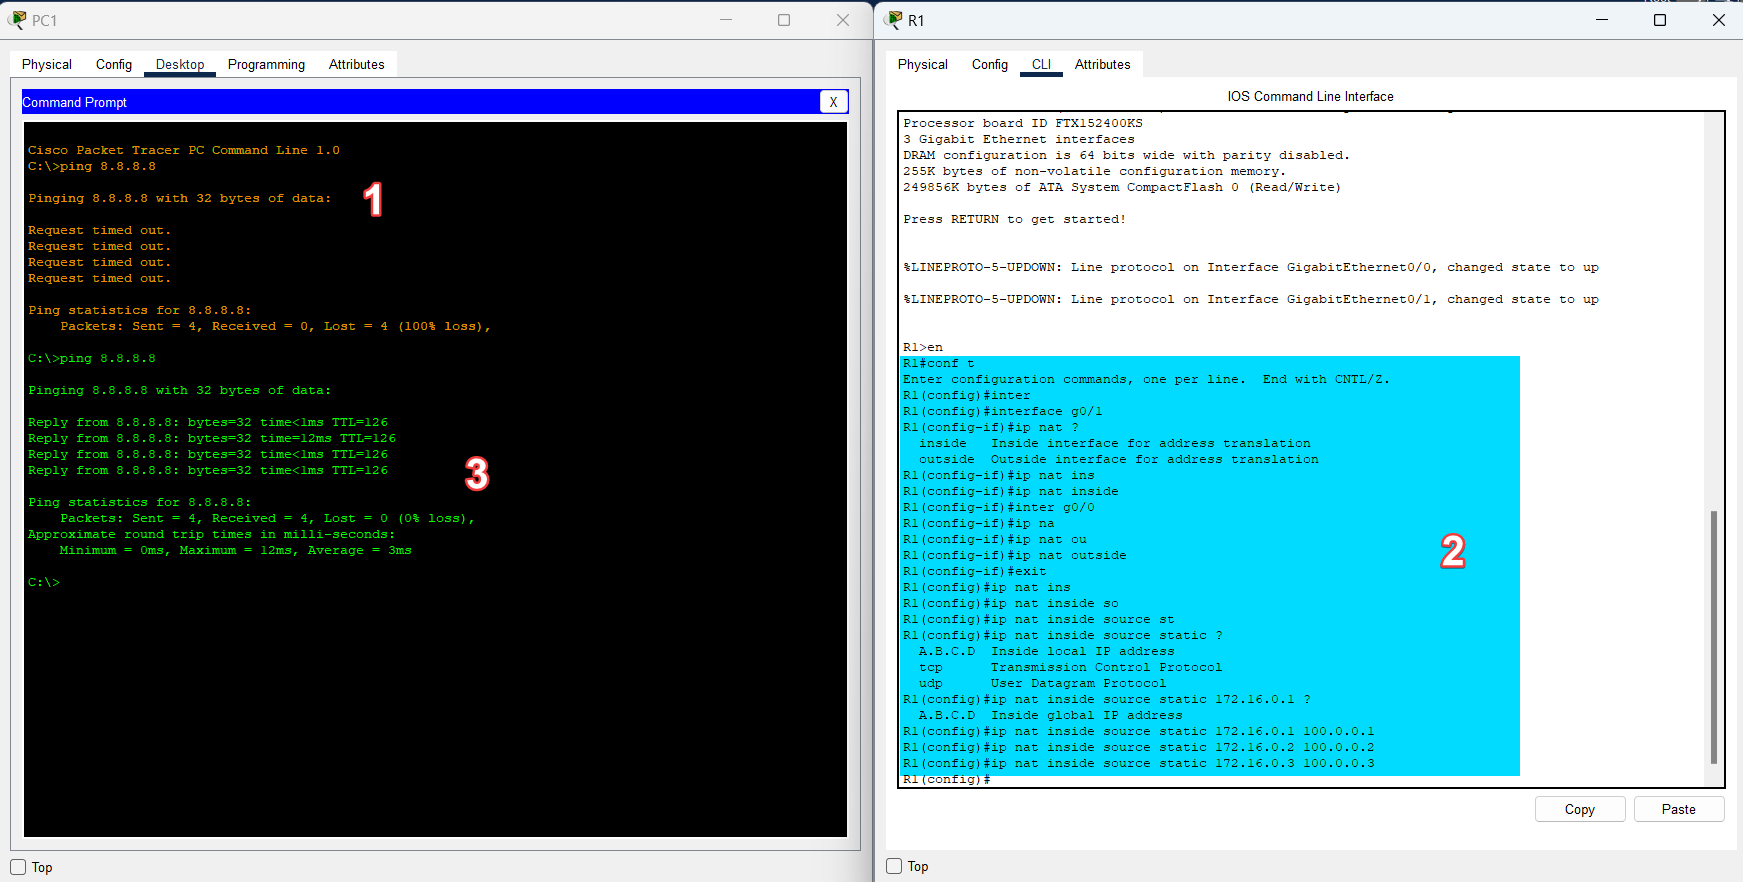 PC1
Physical Config Desktop Programming Attributes
Command Prompt X
Cisco Packet Tracer PC Command Line 1.0
C:\>ping 8.8.8.8
Pinging 8.8.8.8 with 32 bytes of data:
1
Request timed out.
Request timed out.
Request timed out.
Request timed out.
Ping statistics for 8.8.8.8:
Packets: Sent = 4, Received = 0, Lost = 4 (100% loss),
C:\>ping 8.8.8.8
Pinging 8.8.8.8 with 32 bytes of data:
Reply from 8.8.8.8: bytes=32 time<1ms TTL=126
Reply from 8.8.8.8: bytes=32 time=12ms TTL=126
Reply from 8.8.8.8: bytes=32 time<1ms TTL=126
Reply from 8.8.8.8: bytes=32 time<1ms TTL=126
3
Ping statistics for 8.8.8.8:
Packets: Sent = 4, Received = 4, Lost = 0 (0% loss),
Approximate round trip times in milli-seconds:
Minimum = 0ms, Maximum = 12ms, Average = 3ms
C:\>
Top
R1
Physical Config CLI Attributes
IOS Command Line Interface
Processor board ID FTX152400KS
3 Gigabit Ethernet interfaces
DRAM configuration is 64 bits wide with parity disabled.
255K bytes of non-volatile configuration memory.
249856K bytes of ATA System CompactFlash 0 (Read/Write)
Press RETURN to get started!
%LINEPROTO-5-UPDOWN: Line protocol on Interface GigabitEthernet0/0, changed state to up
%LINEPROTO-5-UPDOWN: Line protocol on Interface GigabitEthernet0/1, changed state to up
R1>en
R1#conf t
Enter configuration commands, one per line.  End with CNTL/Z.
R1(config)#inter
R1(config)#interface g0/1
R1(config-if)#ip nat ?
inside   Inside interface for address translation
outside  Outside interface for address translation
R1(config-if)#ip nat ins
R1(config-if)#ip nat inside
R1(config-if)#inter g0/0
R1(config-if)#ip na
R1(config-if)#ip nat ou
R1(config-if)#ip nat outside
2
R1(config-if)#exit
R1(config)#ip nat ins
R1(config)#ip nat inside so
R1(config)#ip nat inside source st
R1(config)#ip nat inside source static ?
A.B.C.D  Inside local IP address
tcp      Transmission Control Protocol
udp      User Datagram Protocol
R1(config)#ip nat inside source static 172.16.0.1 ?
A.B.C.D  Inside global IP address
R1(config)#ip nat inside source static 172.16.0.1 100.0.0.1
R1(config)#ip nat inside source static 172.16.0.2 100.0.0.2
R1(config)#ip nat inside source static 172.16.0.3 100.0.0.3
R1(config)#
Copy Paste
Top